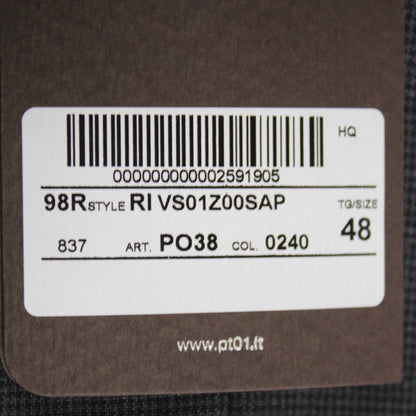 HQ
000000000002591905
98R STYLE RI VS01Z00SAP TG/SIZE
837 ART. PO38 COL. 0240 48
www.pt01.it